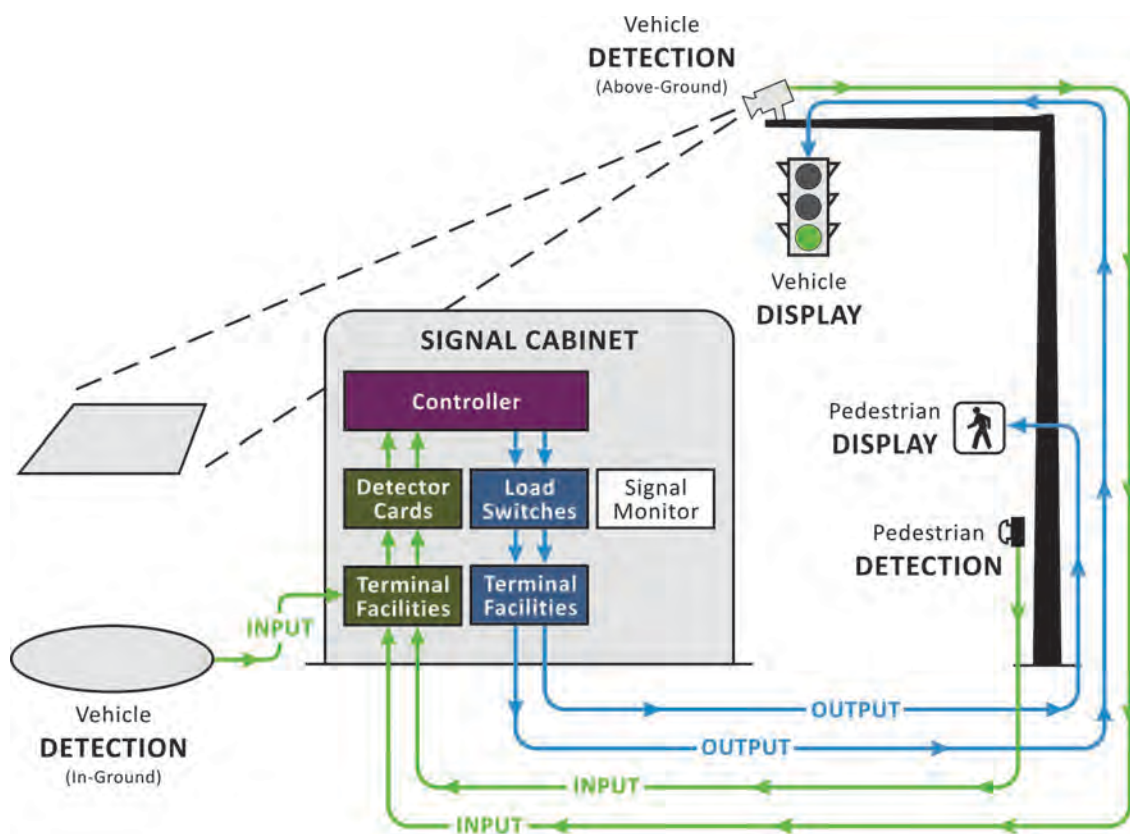 Vehicle
DETECTION
(Above-Ground)
Vehicle
DISPLAY
SIGNAL CABINET
Controller
Detector
Cards
Load
Switches
Signal
Monitor
Terminal
Facilities
Terminal
Facilities
Pedestrian
DISPLAY
Pedestrian
DETECTION
INPUT
Vehicle
DETECTION
(In-Ground)
OUTPUT
OUTPUT
INPUT
INPUT